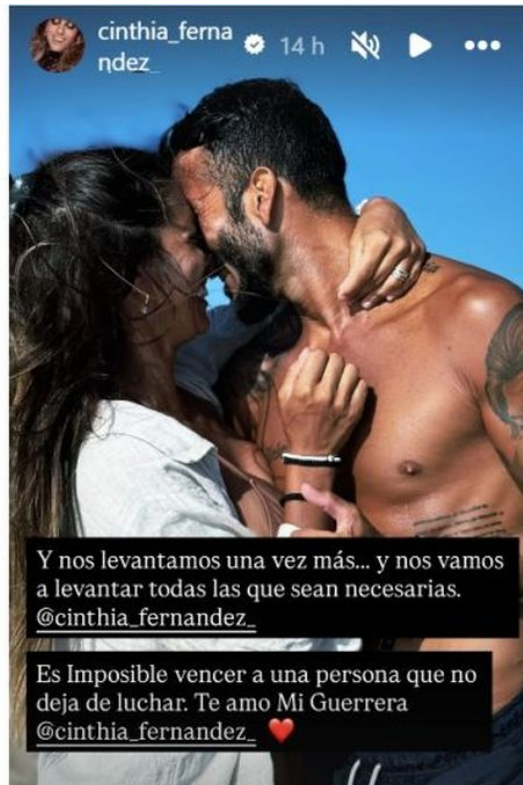 cinthia_ferna
ndez_
14 h
Y nos levantamos una vez más... y nos vamos
a levantar todas las que sean necesarias.
@cinthia_fernandez_
Es Imposible vencer a una persona que no
deja de luchar. Te amo Mi Guerrera
@cinthia_fernandez_ ❤️